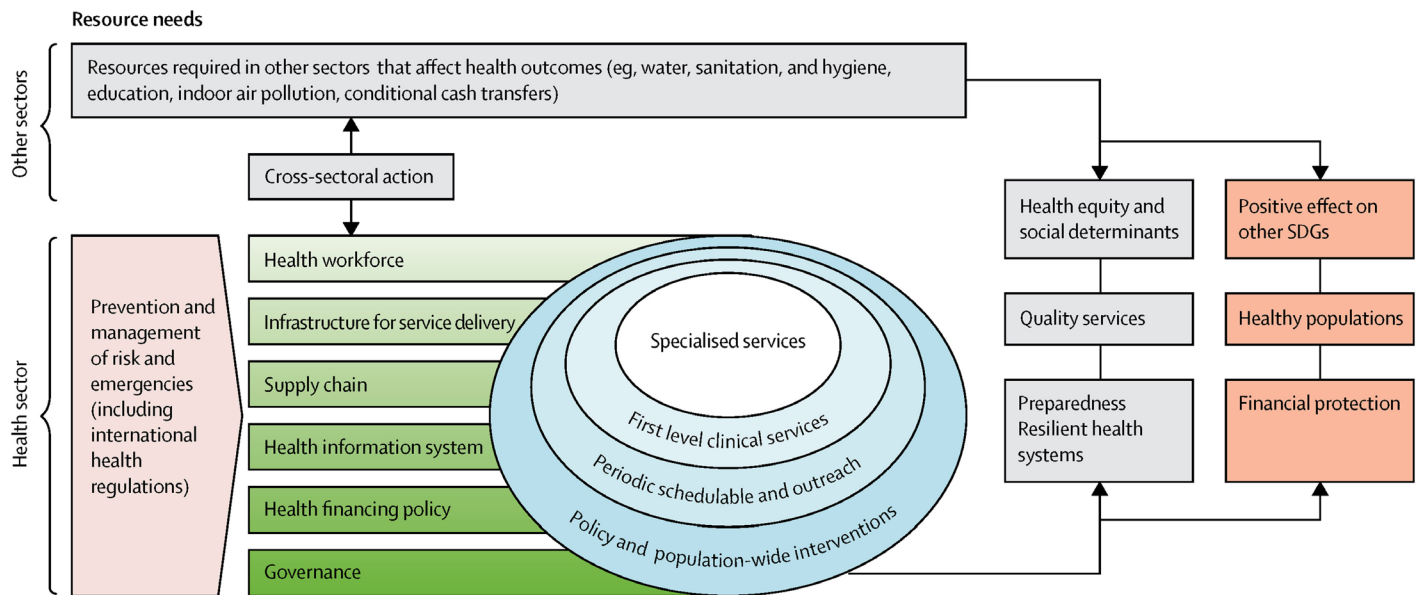 Resource needs
Other sectors
Resources required in other sectors that affect health outcomes (eg, water, sanitation, and hygiene,
education, indoor air pollution, conditional cash transfers)
Cross-sectoral action
Health sector
Prevention and
management
of risk and
emergencies
(including
international
health
regulations)
Health workforce
Infrastructure for service delivery
Supply chain
Health information system
Health financing policy
Governance
Specialised services
First level clinical services
Periodic schedulable and outreach
Policy and population-wide interventions
Health equity and
social determinants
Quality services
Preparedness
Resilient health
systems
Positive effect on
other SDGs
Healthy populations
Financial protection